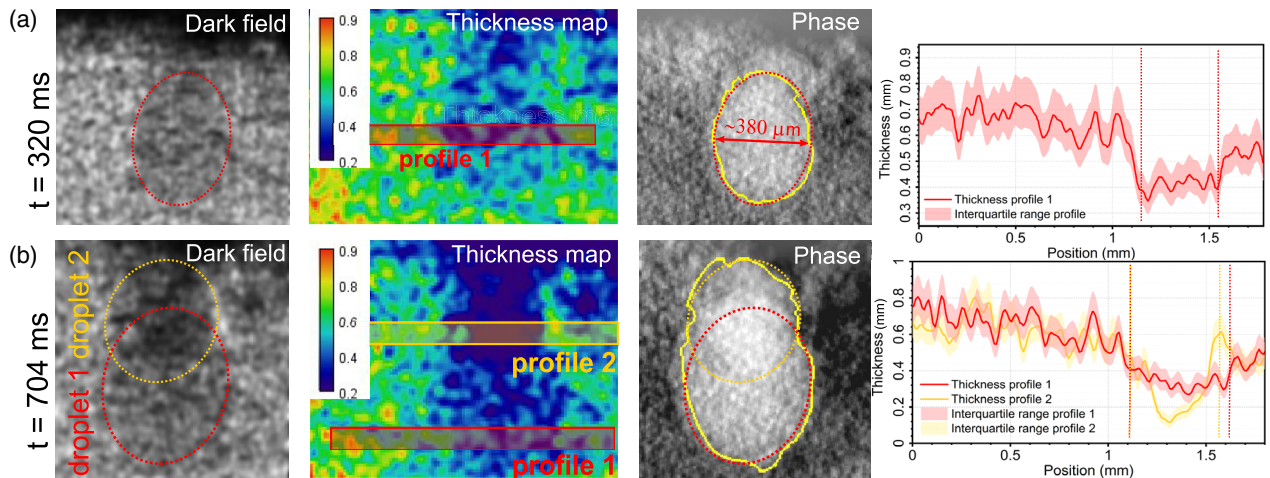 (a)
t = 320 ms
Dark field
0.9
0.8
0.6
0.4
0.3
0.2
Thickness map
profile 1
Phase
~380 μm
Thickness (mm)
0.9
0.7
0.6
0.5
0.4
0.3
Thickness profile 1
Interquartile range profile
0
0.5
1
1.5
Position (mm)
(b)
t = 704 ms
Dark field
droplet 1 droplet 2
0.9
0.8
0.6
0.4
0.3
0.2
Thickness map
profile 2
profile 1
Phase
Thickness (mm)
1
0.8
0.6
0.4
0.2
0
Thickness profile 1
Thickness profile 2
Interquartile range profile 1
Interquartile range profile 2
0
0.5
1
1.5
Position (mm)